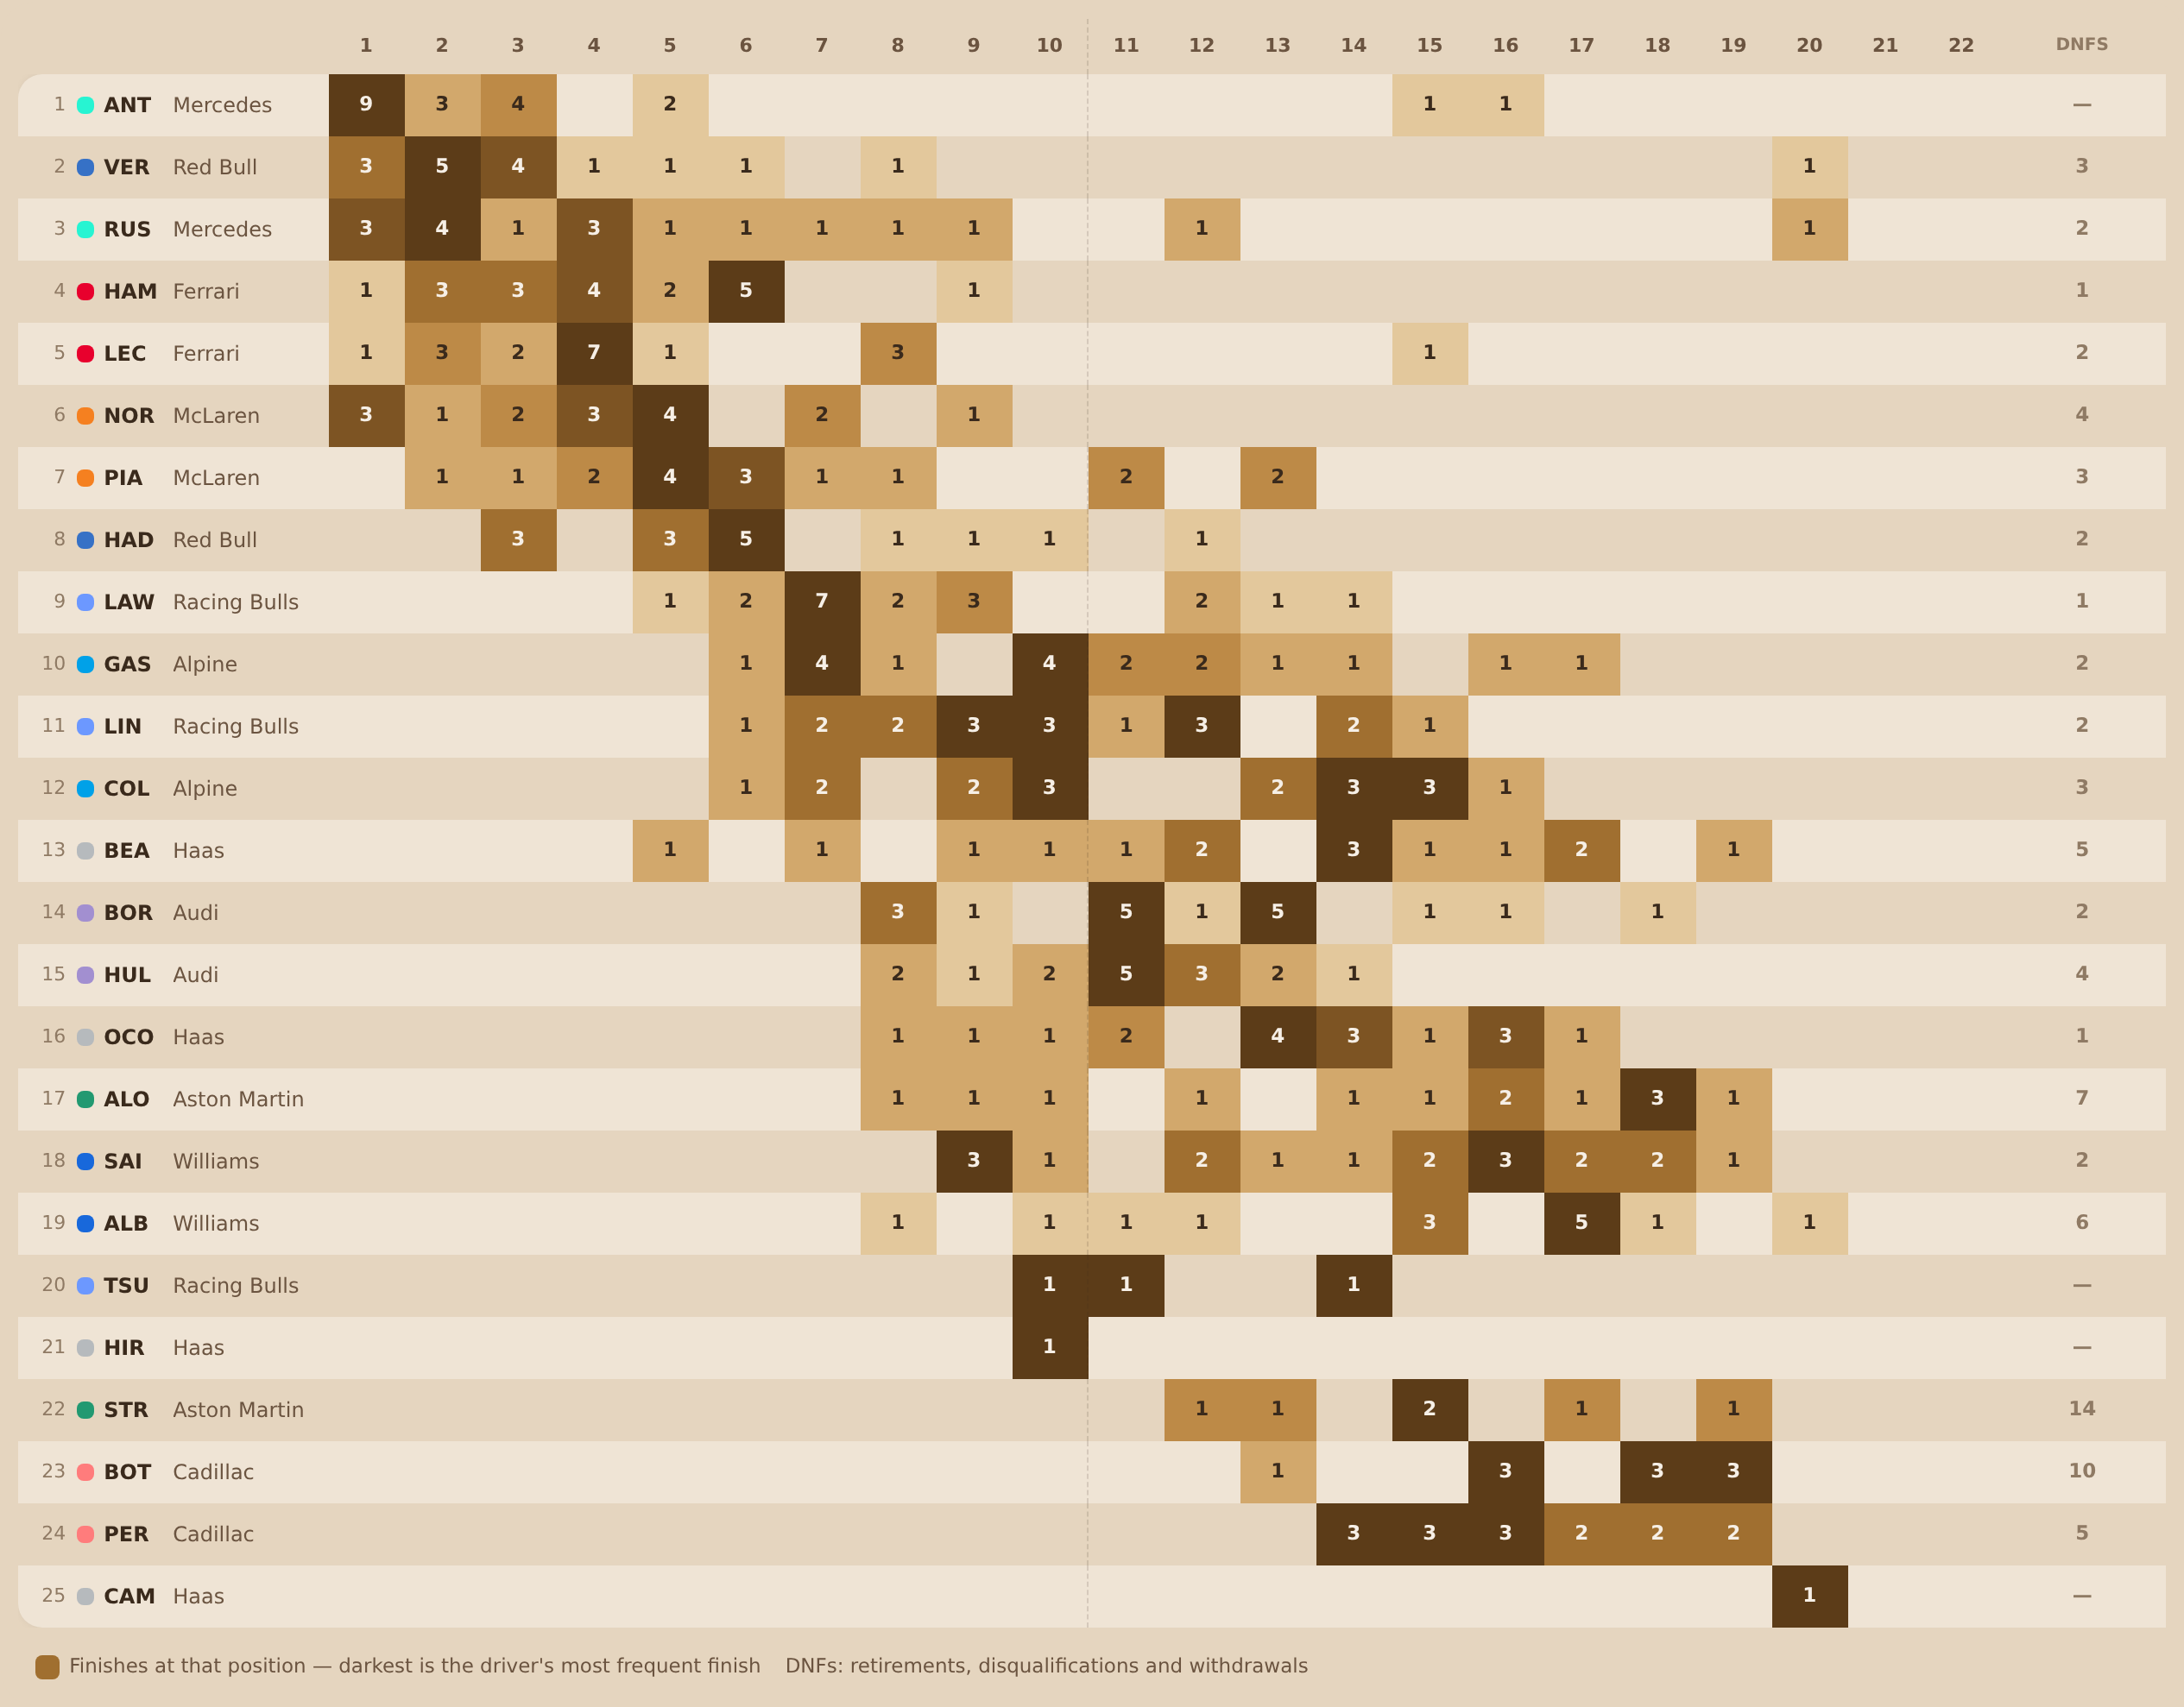 1 2 3 4 5 6 7 8 9 10 11 12 13 14 15 16 17 18 19 20 21 22 DNFS
1 ANT Mercedes 9 3 4 2 1 1 —
2 VER Red Bull 3 5 4 1 1 1 1 1 3
3 RUS Mercedes 3 4 1 3 1 1 1 1 1 1 1 2
4 HAM Ferrari 1 3 3 4 2 5 1 1
5 LEC Ferrari 1 3 2 7 1 3 1 2
6 NOR McLaren 3 1 2 3 4 2 1 4
7 PIA McLaren 1 1 2 4 3 1 1 2 2 3
8 HAD Red Bull 3 3 5 1 1 1 1 2
9 LAW Racing Bulls 1 2 7 2 3 2 1 1 1
10 GAS Alpine 1 4 1 4 2 2 1 1 1 1 2
11 LIN Racing Bulls 1 2 2 3 3 1 3 2 1 2
12 COL Alpine 1 2 2 3 2 3 3 1 3
13 BEA Haas 1 1 1 1 1 2 3 1 1 2 1 5
14 BOR Audi 3 1 5 1 5 1 1 1 2
15 HUL Audi 2 1 2 5 3 2 1 4
16 OCO Haas 1 1 1 2 4 3 1 3 1 1
17 ALO Aston Martin 1 1 1 1 1 1 2 1 3 1 7
18 SAI Williams 3 1 2 1 1 2 3 2 2 1 2
19 ALB Williams 1 1 1 1 3 5 1 1 6
20 TSU Racing Bulls 1 1 1 —
21 HIR Haas 1 —
22 STR Aston Martin 1 1 2 1 1 14
23 BOT Cadillac 1 3 3 3 10
24 PER Cadillac 3 3 3 2 2 2 5
25 CAM Haas 1 —
Finishes at that position — darkest is the driver's most frequent finish DNFs: retirements, disqualifications and withdrawals